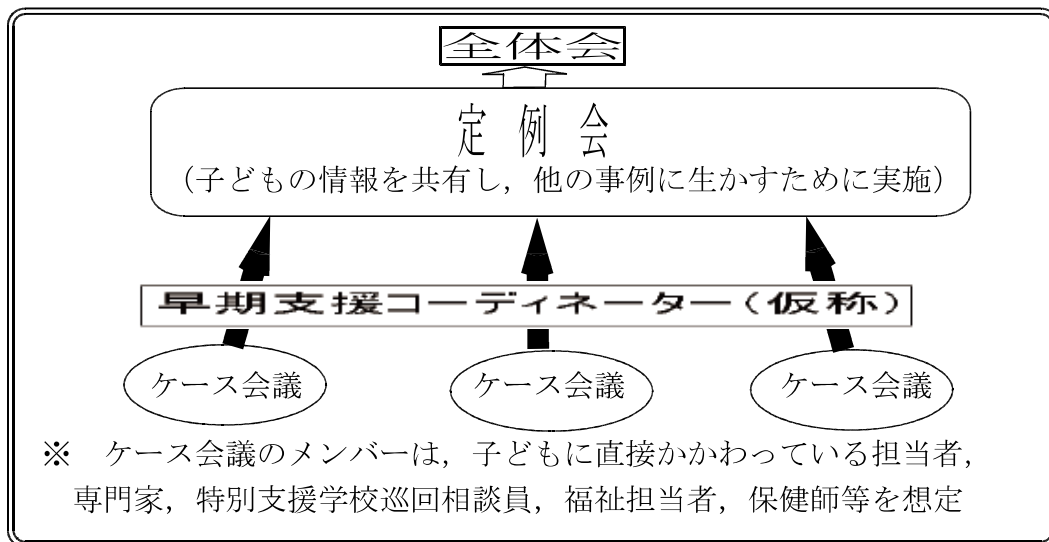 全体会
定例会
（子どもの情報を共有し，他の事例に生かすために実施）
早期支援コーディネーター（仮称）
ケース会議
ケース会議
ケース会議
※　ケース会議のメンバーは，子どもに直接かかわっている担当者，
専門家，特別支援学校巡回相談員，福祉担当者，保健師等を想定